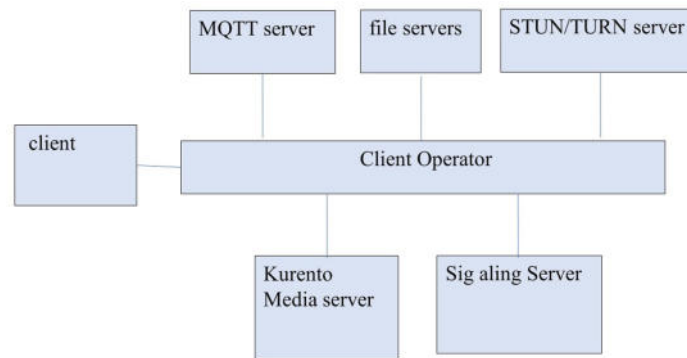 MQTT server
file servers
STUN/TURN server
client
Client Operator
Kurento
Media server
Sig aling Server